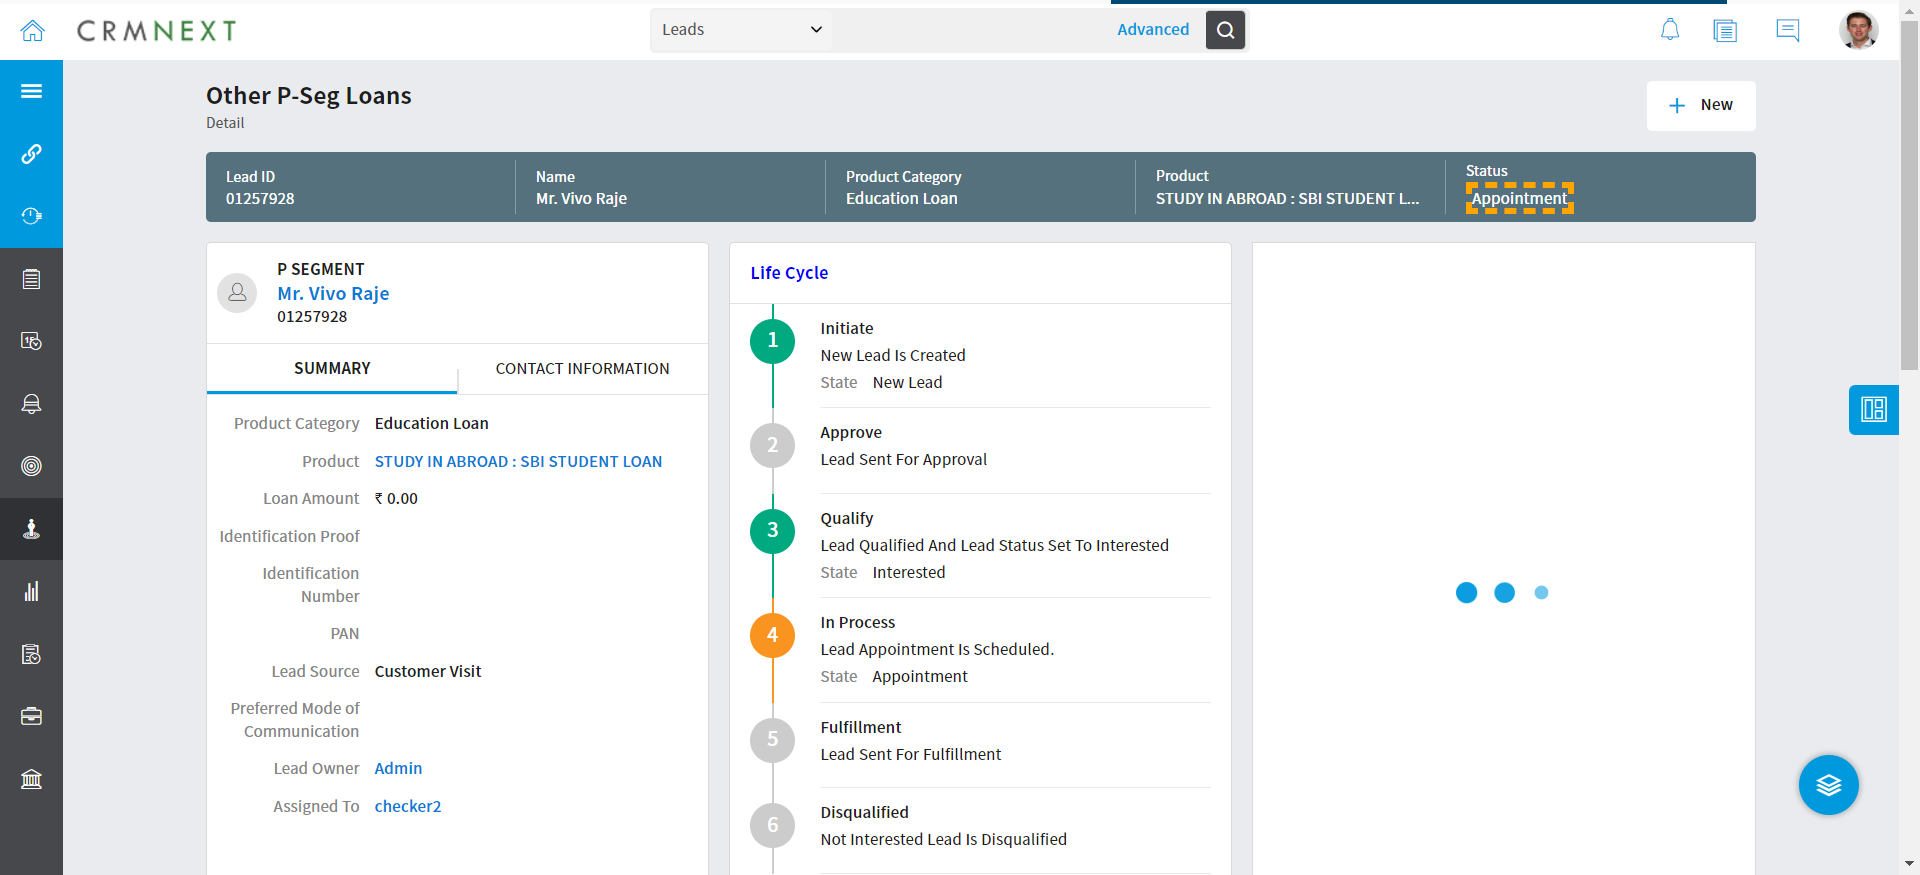 CRMNEXT
Leads
Advanced
Other P-Seg Loans
Detail
New
Lead ID
01257928
Name
Mr. Vivo Raje
Product Category
Education Loan
Product
STUDY IN ABROAD : SBI STUDENT L...
Status
Appointment
P SEGMENT
Mr. Vivo Raje
01257928
SUMMARY
CONTACT INFORMATION
Product Category Education Loan
Product STUDY IN ABROAD : SBI STUDENT LOAN
Loan Amount ₹ 0.00
Identification Proof
Identification
Number
PAN
Lead Source Customer Visit
Preferred Mode of
Communication
Lead Owner Admin
Assigned To checker2
Life Cycle
1
Initiate
New Lead Is Created
State New Lead
2
Approve
Lead Sent For Approval
3
Qualify
Lead Qualified And Lead Status Set To Interested
State Interested
4
In Process
Lead Appointment Is Scheduled.
State Appointment
5
Fulfillment
Lead Sent For Fulfillment
6
Disqualified
Not Interested Lead Is Disqualified